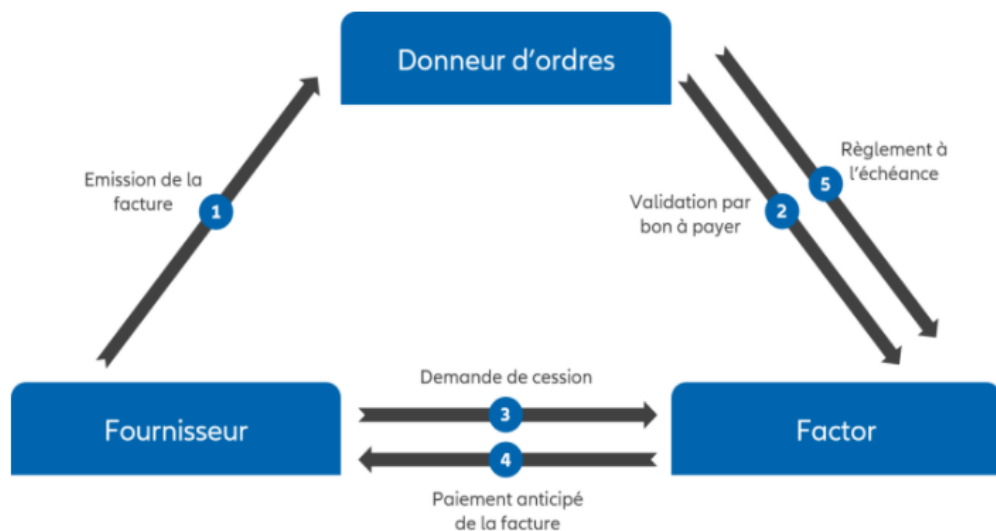 Donneur d'ordres
Emission de la
facture
1
Règlement à
l'échéance
5
Validation par
bon à payer
2
Demande de cession
3
Fournisseur
Factor
4
Paiement anticipé
de la facture